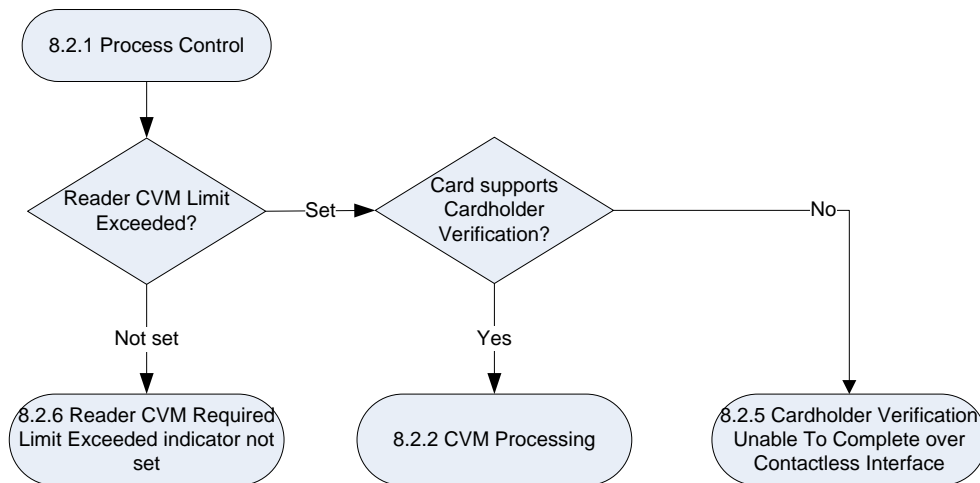 8.2.1 Process Control
Reader CVM Limit
Exceeded?
Set
Card supports
Cardholder
Verification?
No
Not set
Yes
8.2.6 Reader CVM Required
Limit Exceeded indicator not
set
8.2.2 CVM Processing
8.2.5 Cardholder Verification
Unable To Complete over
Contactless Interface